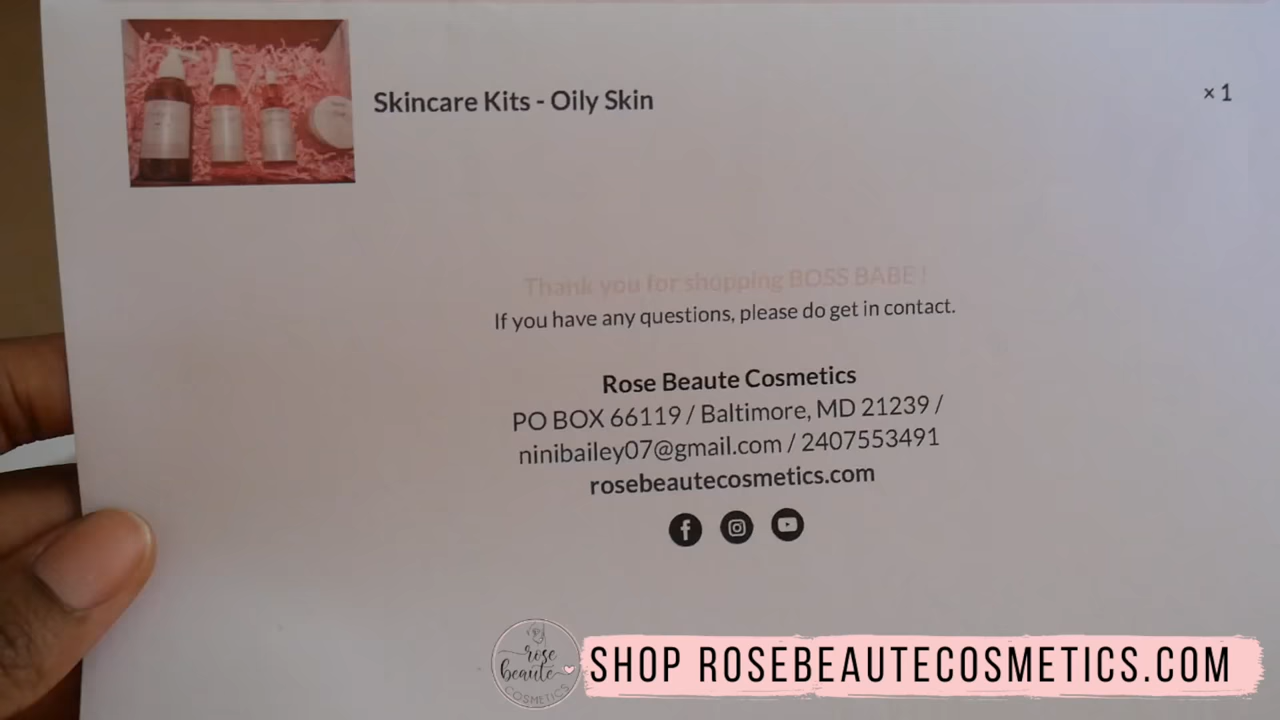 Skincare Kits - Oily Skin
× 1
Thank you for shopping BOSS BABE !
If you have any questions, please do get in contact.
Rose Beaute Cosmetics
PO BOX 66119 / Baltimore, MD 21239 /
ninibailey07@gmail.com / 2407553491
rosebeautecosmetics.com
rose
beaute
COSMETICS
SHOP ROSEBEAUTECOSMETICS.COM